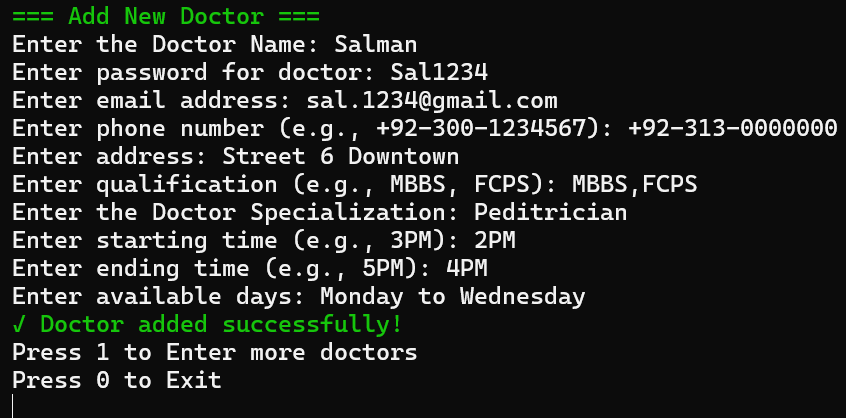 === Add New Doctor ===
Enter the Doctor Name: Salman
Enter password for doctor: Sal1234
Enter email address: sal.1234@gmail.com
Enter phone number (e.g., +92-300-1234567): +92-313-0000000
Enter address: Street 6 Downtown
Enter qualification (e.g., MBBS, FCPS): MBBS,FCPS
Enter the Doctor Specialization: Peditrician
Enter starting time (e.g., 3PM): 2PM
Enter ending time (e.g., 5PM): 4PM
Enter available days: Monday to Wednesday
√ Doctor added successfully!
Press 1 to Enter more doctors
Press 0 to Exit